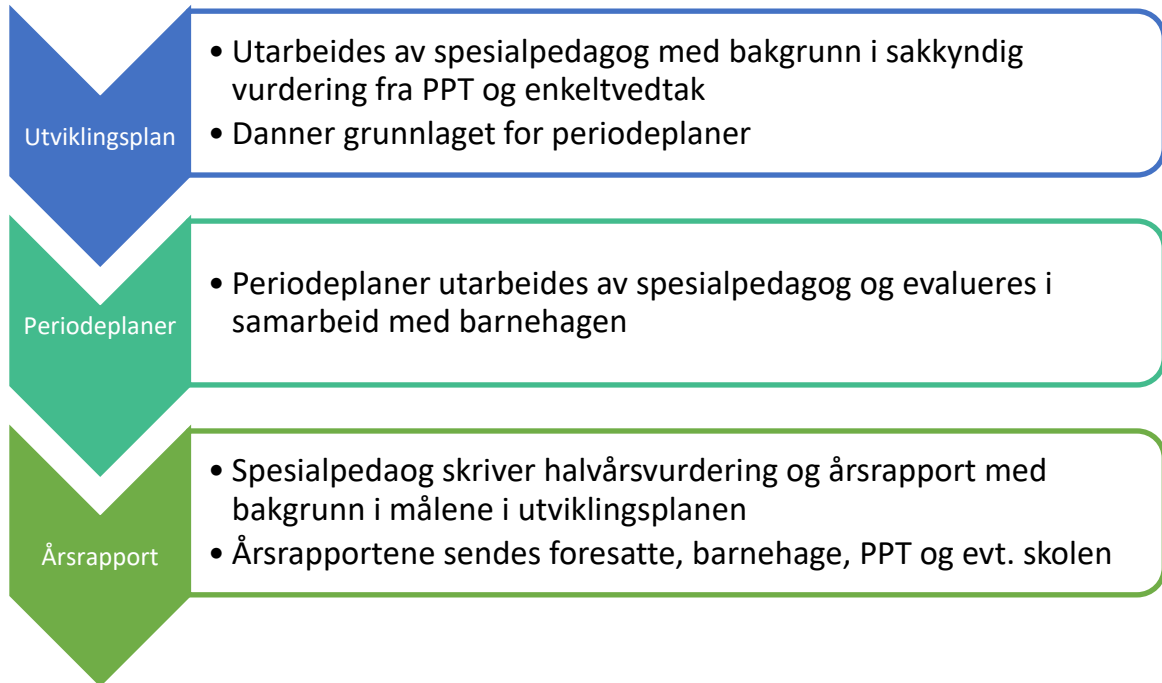 Utviklingsplan
• Utarbeides av spesialpedagog med bakgrunn i sakkyndig
vurdering fra PPT og enkeltvedtak
• Danner grunnlaget for periodeplaner
Periodeplaner
• Periodeplaner utarbeides av spesialpedagog og evalueres i
samarbeid med barnehagen
Årsrapport
• Spesialpedaog skriver halvårsvurdering og årsrapport med
bakgrunn i målene i utviklingsplanen
• Årsrapportene sendes foresatte, barnehage, PPT og evt. skolen